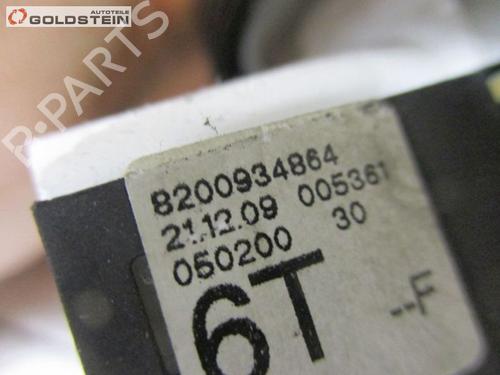 AUTOTEILE
GOLDSTEIN
B-PARTS
8200934864
21.12.09 005361
050200 30
6T --F